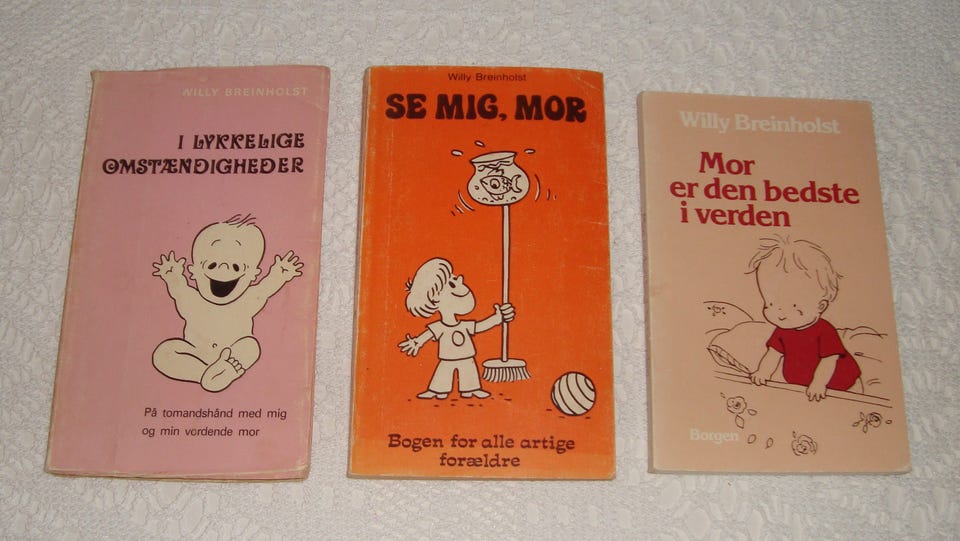 WILLY BREINHOLST
I LYKKELIGE
OMSTÆNDIGHEDER
På tomandshånd med mig
og min vordende mor
Willy Breinholst
SE MIG, MOR
Bogen for alle artige
forældre
Willy Breinholst
Mor
er den bedste
i verden
Borgen